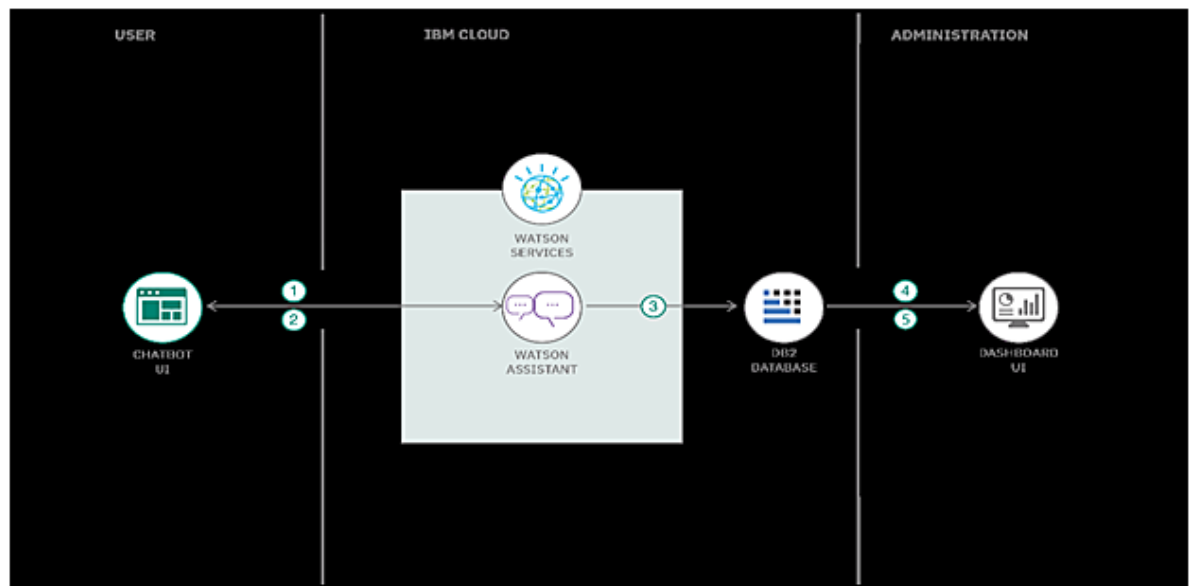 USER
IBM CLOUD
ADMINISTRATION
WATSON
SERVICES
1
2
3
4
5
CHATBOT
UI
WATSON
ASSISTANT
DB2
DATABASE
DASHBOARD
UI